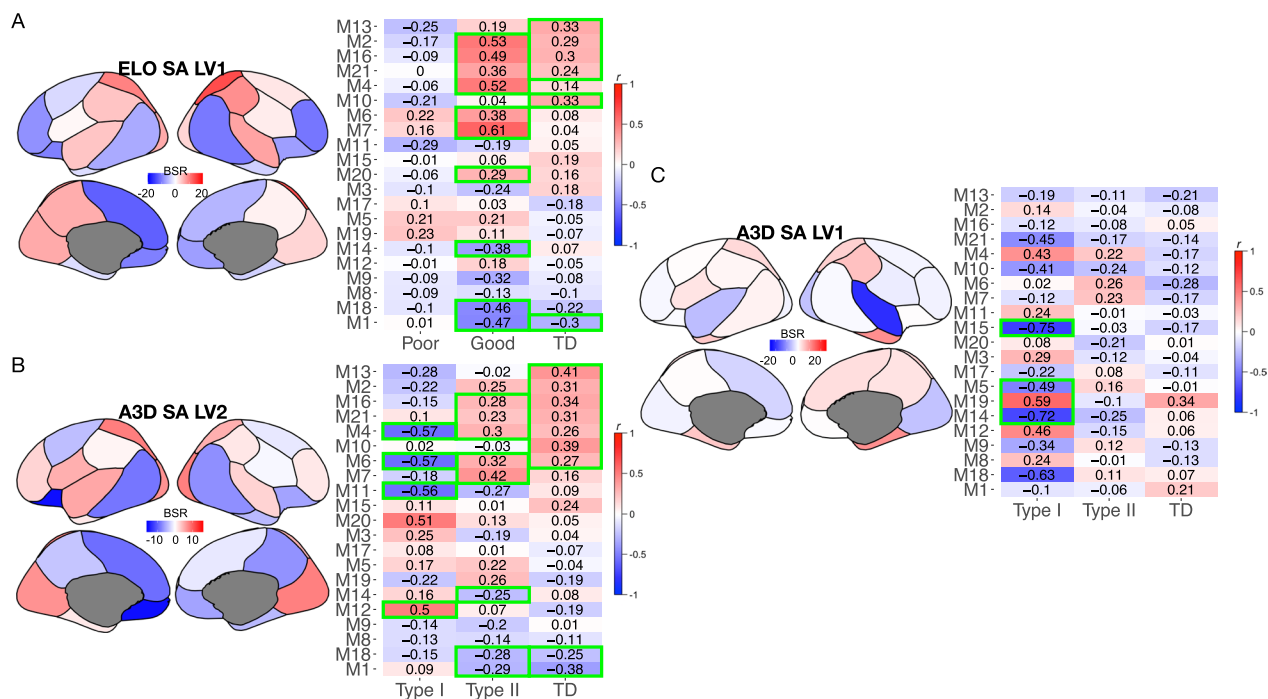 A
ELO SA LV1
BSR
-20 0 20
M13 −0.25 0.19 0.33
M2 −0.17 0.53 0.29
M16 −0.09 0.49 0.3
M21 0 0.36 0.24
M4 −0.06 0.52 0.14
M10 −0.21 0.04 0.33
M6 0.22 0.38 0.08
M7 0.16 0.61 0.04
M11 −0.29 −0.19 0.05
M15 −0.01 0.06 0.19
M20 −0.06 0.29 0.16
M3 −0.1 −0.24 0.18
M17 0.1 0.03 −0.18
M5 0.21 0.21 −0.05
M19 0.23 0.11 −0.07
M14 −0.1 −0.38 0.07
M12 −0.01 0.18 −0.05
M9 −0.09 −0.32 −0.08
M8 −0.09 −0.13 −0.1
M18 −0.1 −0.46 −0.22
M1 0.01 −0.47 −0.3
Poor Good TD
r
1
0.5
0
-0.5
-1
B
A3D SA LV2
BSR
-10 0 10
M13 −0.28 −0.02 0.41
M2 −0.22 0.25 0.31
M16 −0.15 0.28 0.34
M21 0.1 0.23 0.31
M4 −0.57 0.3 0.26
M10 0.02 −0.03 0.39
M6 −0.57 0.32 0.27
M7 −0.18 0.42 0.16
M11 −0.56 −0.27 0.09
M15 0.11 0.01 0.24
M20 0.51 0.13 0.05
M3 0.25 −0.19 0.04
M17 0.08 0.01 −0.07
M5 0.17 0.22 −0.04
M19 −0.22 0.26 −0.19
M14 0.16 −0.25 0.08
M12 0.5 0.07 −0.19
M9 −0.14 −0.2 0.01
M8 −0.13 −0.14 −0.11
M18 −0.15 −0.28 −0.25
M1 0.09 −0.29 −0.38
Type I Type II TD
r
1
0.5
0
-0.5
-1
C
A3D SA LV1
BSR
-20 0 20
M13 −0.19 −0.11 −0.21
M2 0.14 −0.04 −0.08
M16 −0.12 −0.08 0.05
M21 −0.45 −0.17 −0.14
M4 0.43 0.22 −0.17
M10 −0.41 −0.24 −0.12
M6 0.02 0.26 −0.28
M7 −0.12 0.23 −0.17
M11 0.24 −0.01 −0.03
M15 −0.75 −0.03 −0.17
M20 0.08 −0.21 0.01
M3 0.29 −0.12 −0.04
M17 −0.22 0.08 −0.11
M5 −0.49 0.16 −0.01
M19 0.59 −0.1 0.34
M14 −0.72 −0.25 0.06
M12 0.46 −0.15 0.06
M9 −0.34 0.12 −0.13
M8 0.24 −0.01 −0.13
M18 −0.63 0.11 0.07
M1 −0.1 −0.06 0.21
Type I Type II TD
r
1
0.5
0
-0.5
-1